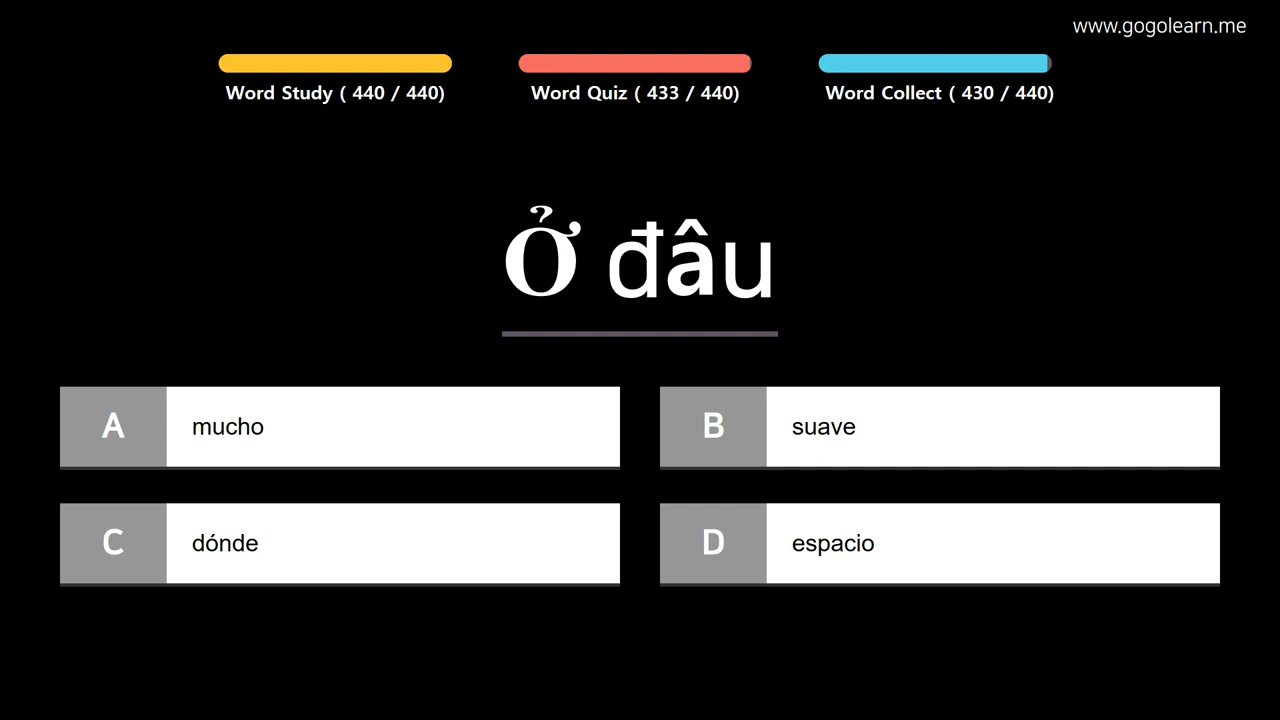 www.gogolearn.me
Word Study ( 440 / 440)
Word Quiz ( 433 / 440)
Word Collect ( 430 / 440)
Ở đâu
A mucho
B suave
C dónde
D espacio